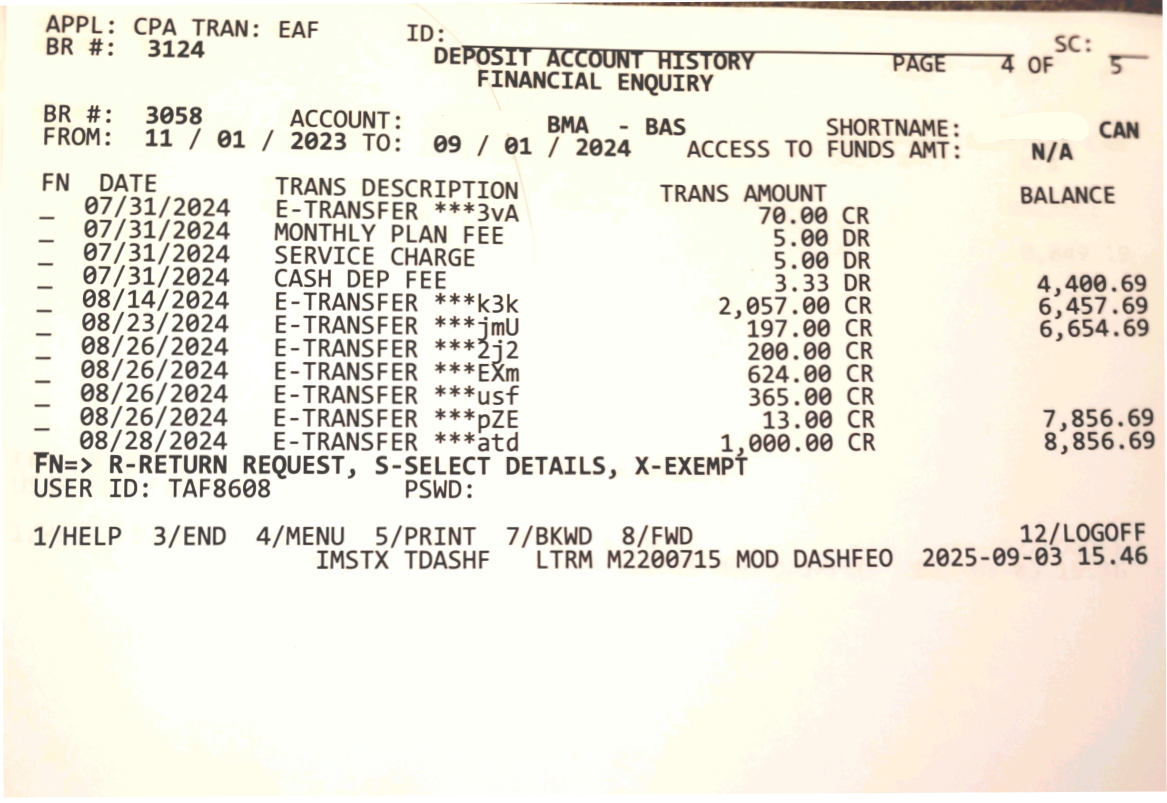 APPL: CPA TRAN: EAF ID: SC:
BR #: 3124 DEPOSIT ACCOUNT HISTORY PAGE 4 OF 5
FINANCIAL ENQUIRY
BR #: 3058 ACCOUNT: BMA - BAS SHORTNAME: CAN
FROM: 11 / 01 / 2023 TO: 09 / 01 / 2024 ACCESS TO FUNDS AMT: N/A
FN DATE TRANS DESCRIPTION TRANS AMOUNT BALANCE
_ 07/31/2024 E-TRANSFER ***3vA 70.00 CR
_ 07/31/2024 MONTHLY PLAN FEE 5.00 DR
_ 07/31/2024 SERVICE CHARGE 5.00 DR
_ 07/31/2024 CASH DEP FEE 3.33 DR 4,400.69
_ 08/14/2024 E-TRANSFER ***k3k 2,057.00 CR 6,457.69
_ 08/23/2024 E-TRANSFER ***jmU 197.00 CR 6,654.69
_ 08/26/2024 E-TRANSFER ***2j2 200.00 CR
_ 08/26/2024 E-TRANSFER ***EXm 624.00 CR
_ 08/26/2024 E-TRANSFER ***usf 365.00 CR
_ 08/26/2024 E-TRANSFER ***pZE 13.00 CR 7,856.69
_ 08/28/2024 E-TRANSFER ***atd 1,000.00 CR 8,856.69
FN=> R-RETURN REQUEST, S-SELECT DETAILS, X-EXEMPT
USER ID: TAF8608 PSWD:
1/HELP 3/END 4/MENU 5/PRINT 7/BKWD 8/FWD 12/LOGOFF
IMSTX TDASHF LTRM M2200715 MOD DASHFEO 2025-09-03 15.46